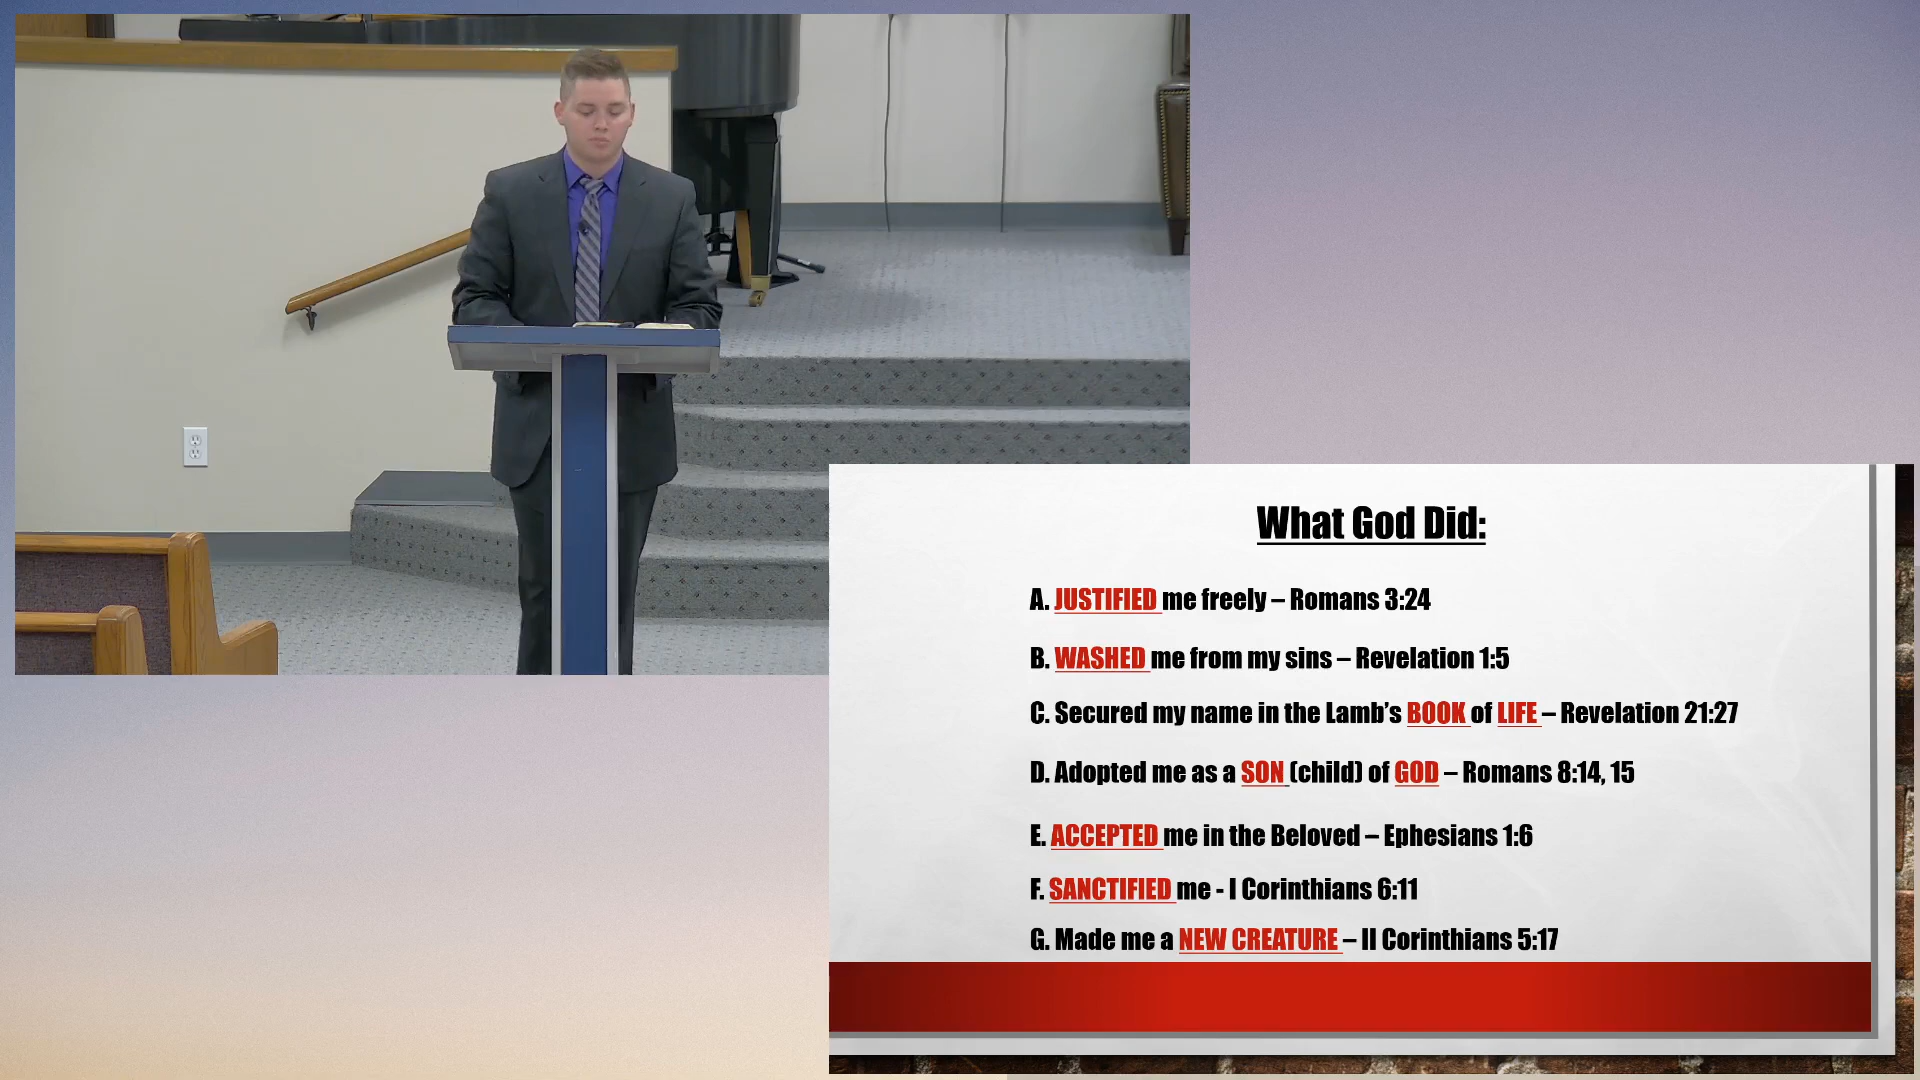 What God Did:
A. JUSTIFIED me freely – Romans 3:24
B. WASHED me from my sins – Revelation 1:5
C. Secured my name in the Lamb's BOOK of LIFE – Revelation 21:27
D. Adopted me as a SON (child) of GOD – Romans 8:14, 15
E. ACCEPTED me in the Beloved – Ephesians 1:6
F. SANCTIFIED me - I Corinthians 6:11
G. Made me a NEW CREATURE – II Corinthians 5:17